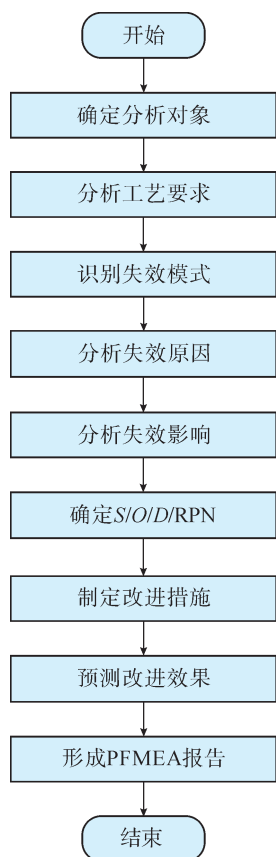 开始
确定分析对象
分析工艺要求
识别失效模式
分析失效原因
分析失效影响
确定S/O/D/RPN
制定改进措施
预测改进效果
形成PFMEA报告
结束